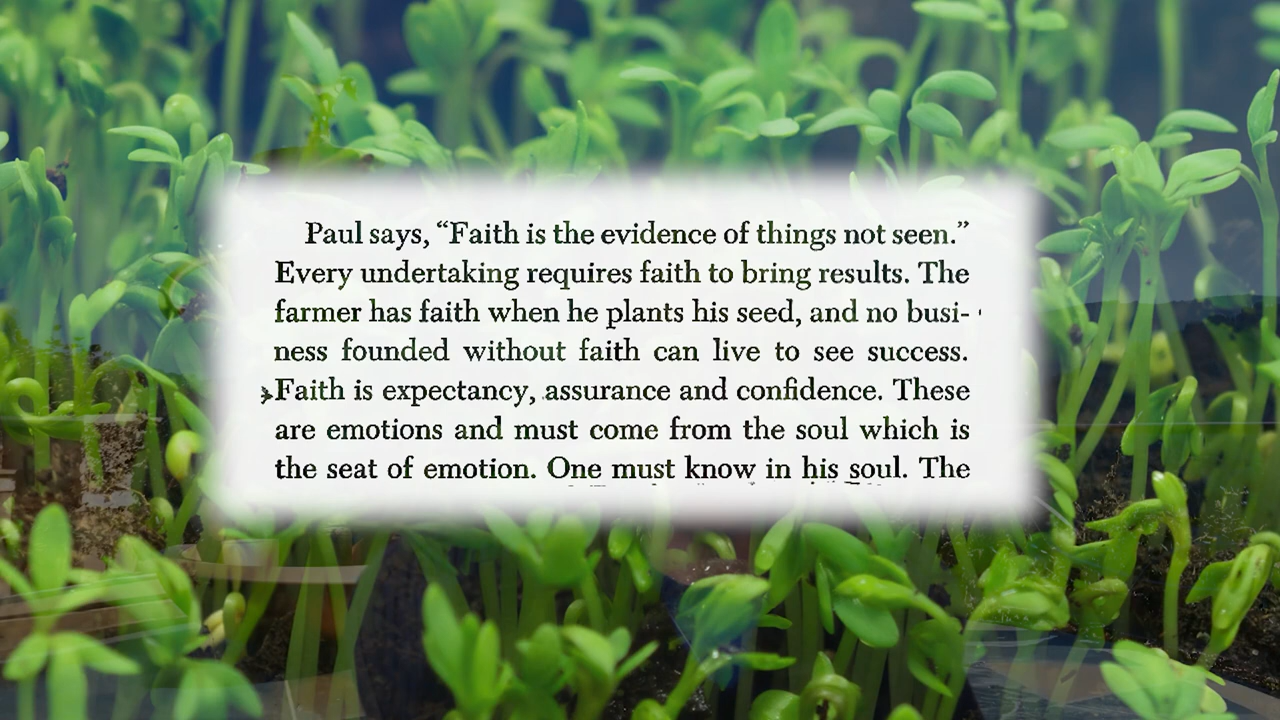 Paul says, “Faith is the evidence of things not seen.”
Every undertaking requires faith to bring results. The
farmer has faith when he plants his seed, and no busi-
ness founded without faith can live to see success.
Faith is expectancy, assurance and confidence. These
are emotions and must come from the soul which is
the seat of emotion. One must know in his soul. The